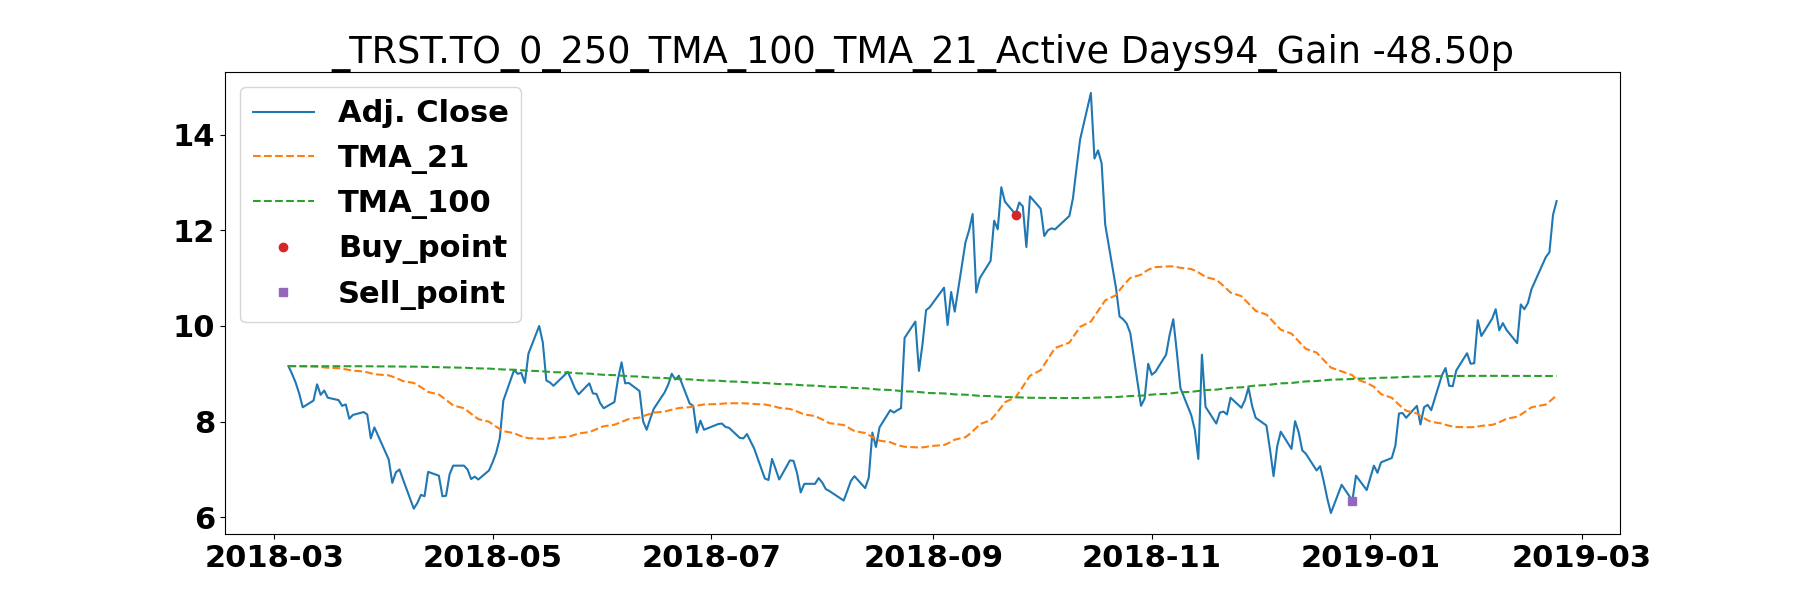 _TRST.TO_0_250_TMA_100_TMA_21_Active Days94_Gain -48.50p
Adj. Close
TMA_21
TMA_100
Buy_point
Sell_point
14
12
10
8
6
2018-03 2018-05 2018-07 2018-09 2018-11 2019-01 2019-03